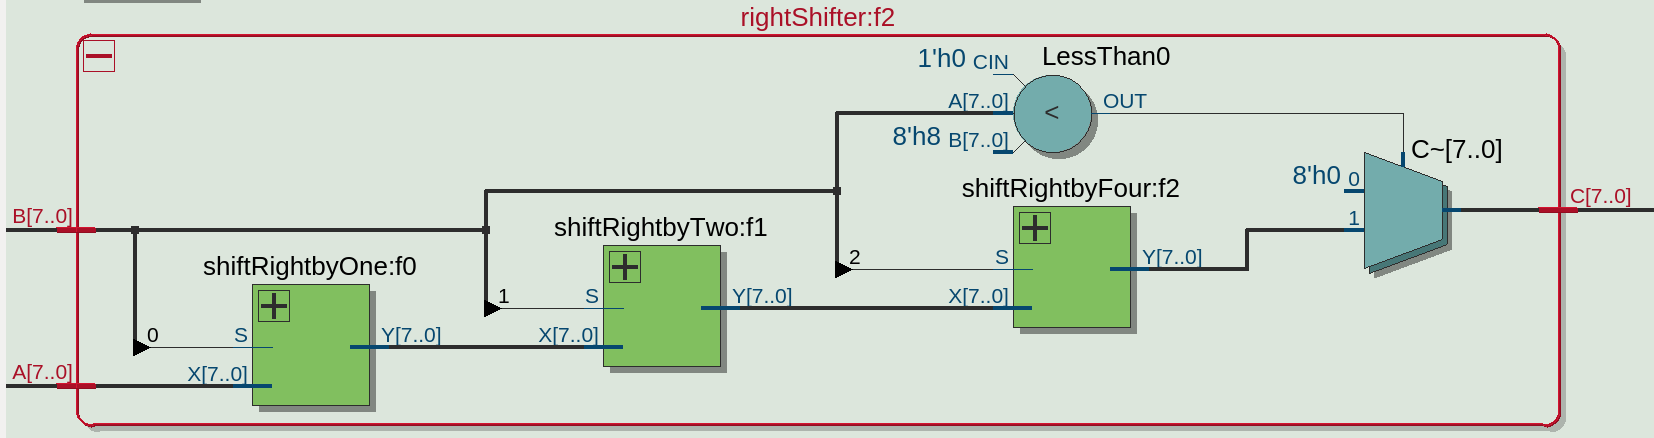 rightShifter:f2
1'h0 CIN
LessThan0
A[7..0]
<
OUT
8'h8 B[7..0]
C~[7..0]
8'h0 0
shiftRightbyFour:f2
C[7..0]
B[7..0]
shiftRightbyTwo:f1
1
2
S
Y[7..0]
shiftRightbyOne:f0
1
S
Y[7..0]
X[7..0]
0
S
Y[7..0]
X[7..0]
A[7..0]
X[7..0]